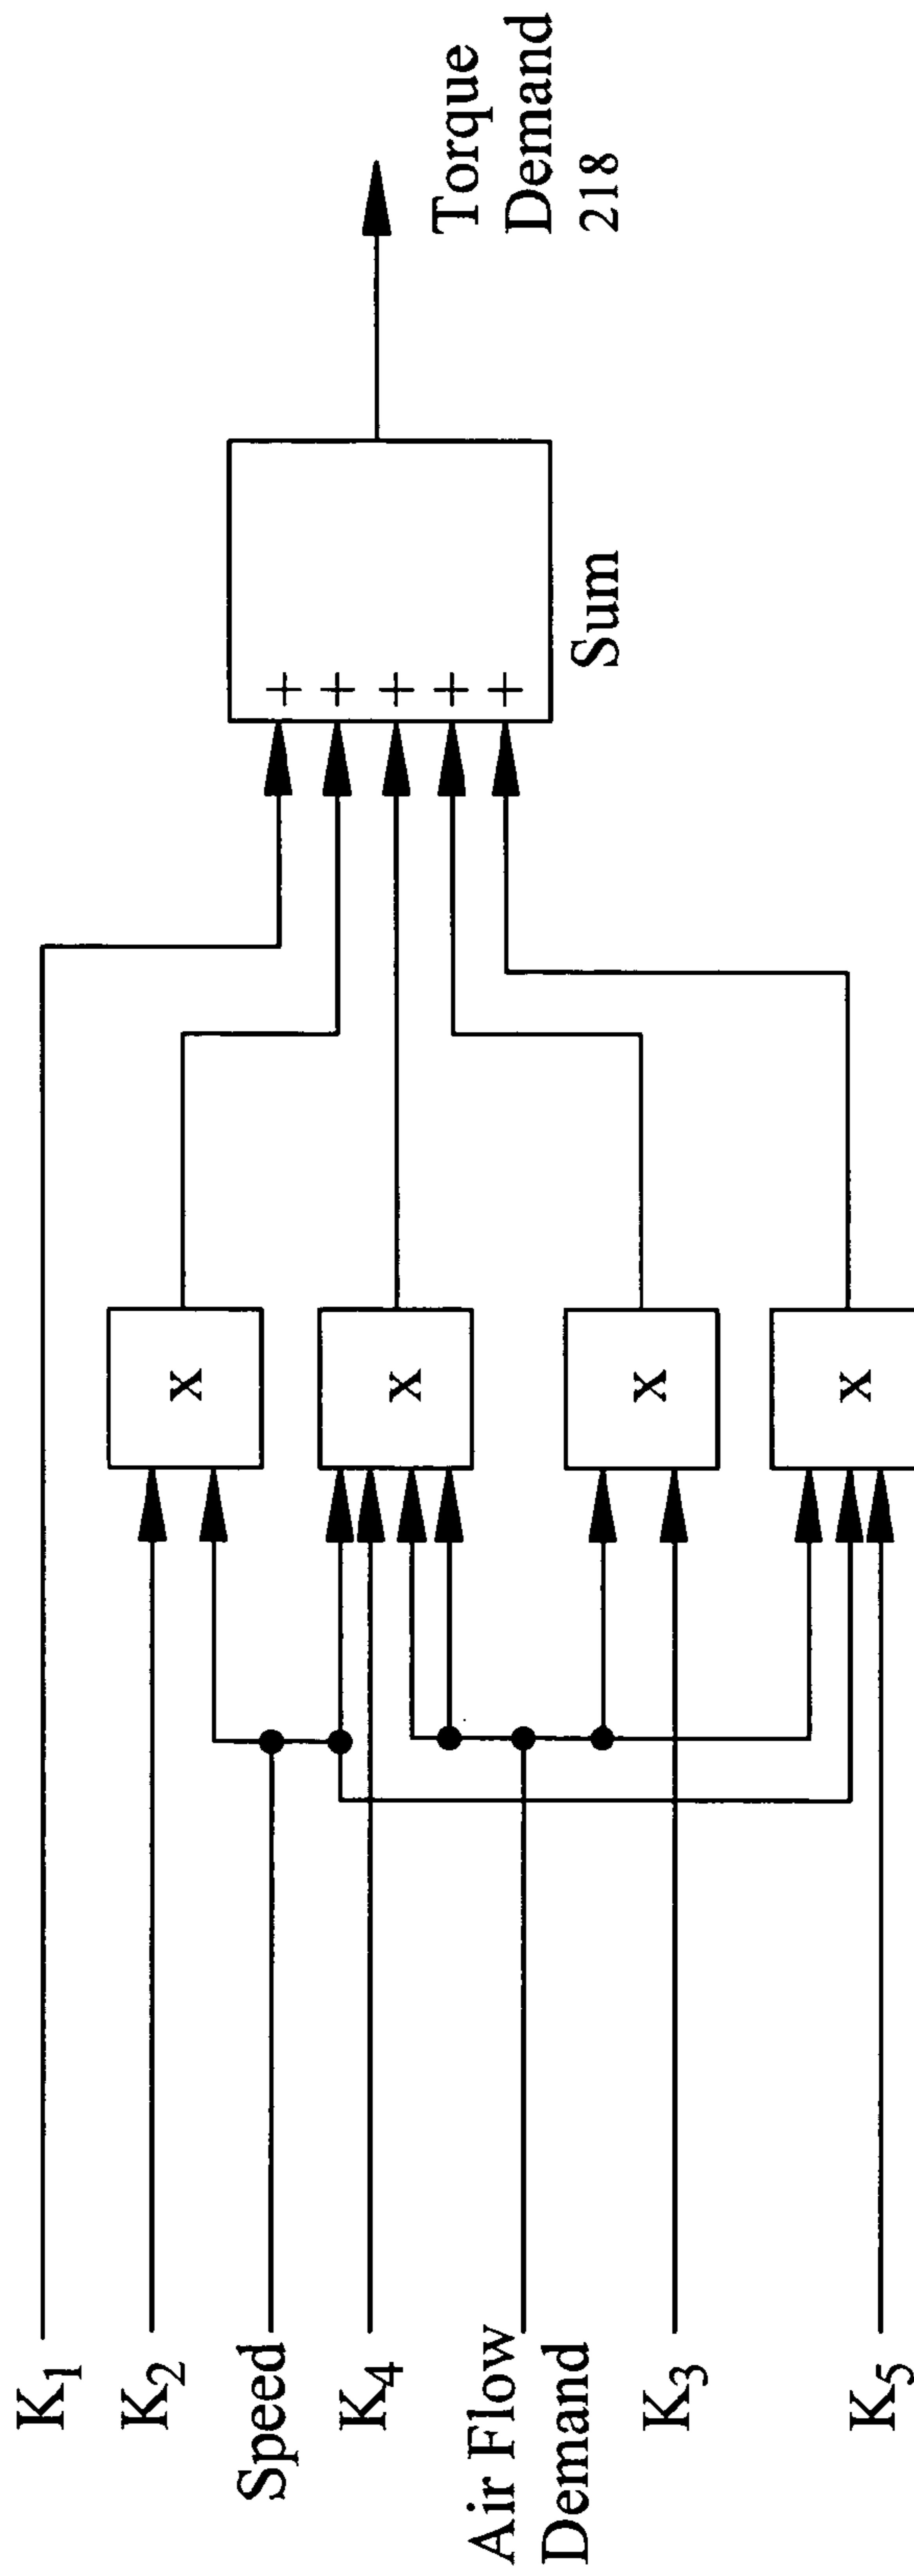 K1
K2
Speed
K4
Air Flow
Demand
K3
K5
x
x
x
x
+
+
+
+
+
Sum
Torque
Demand
218